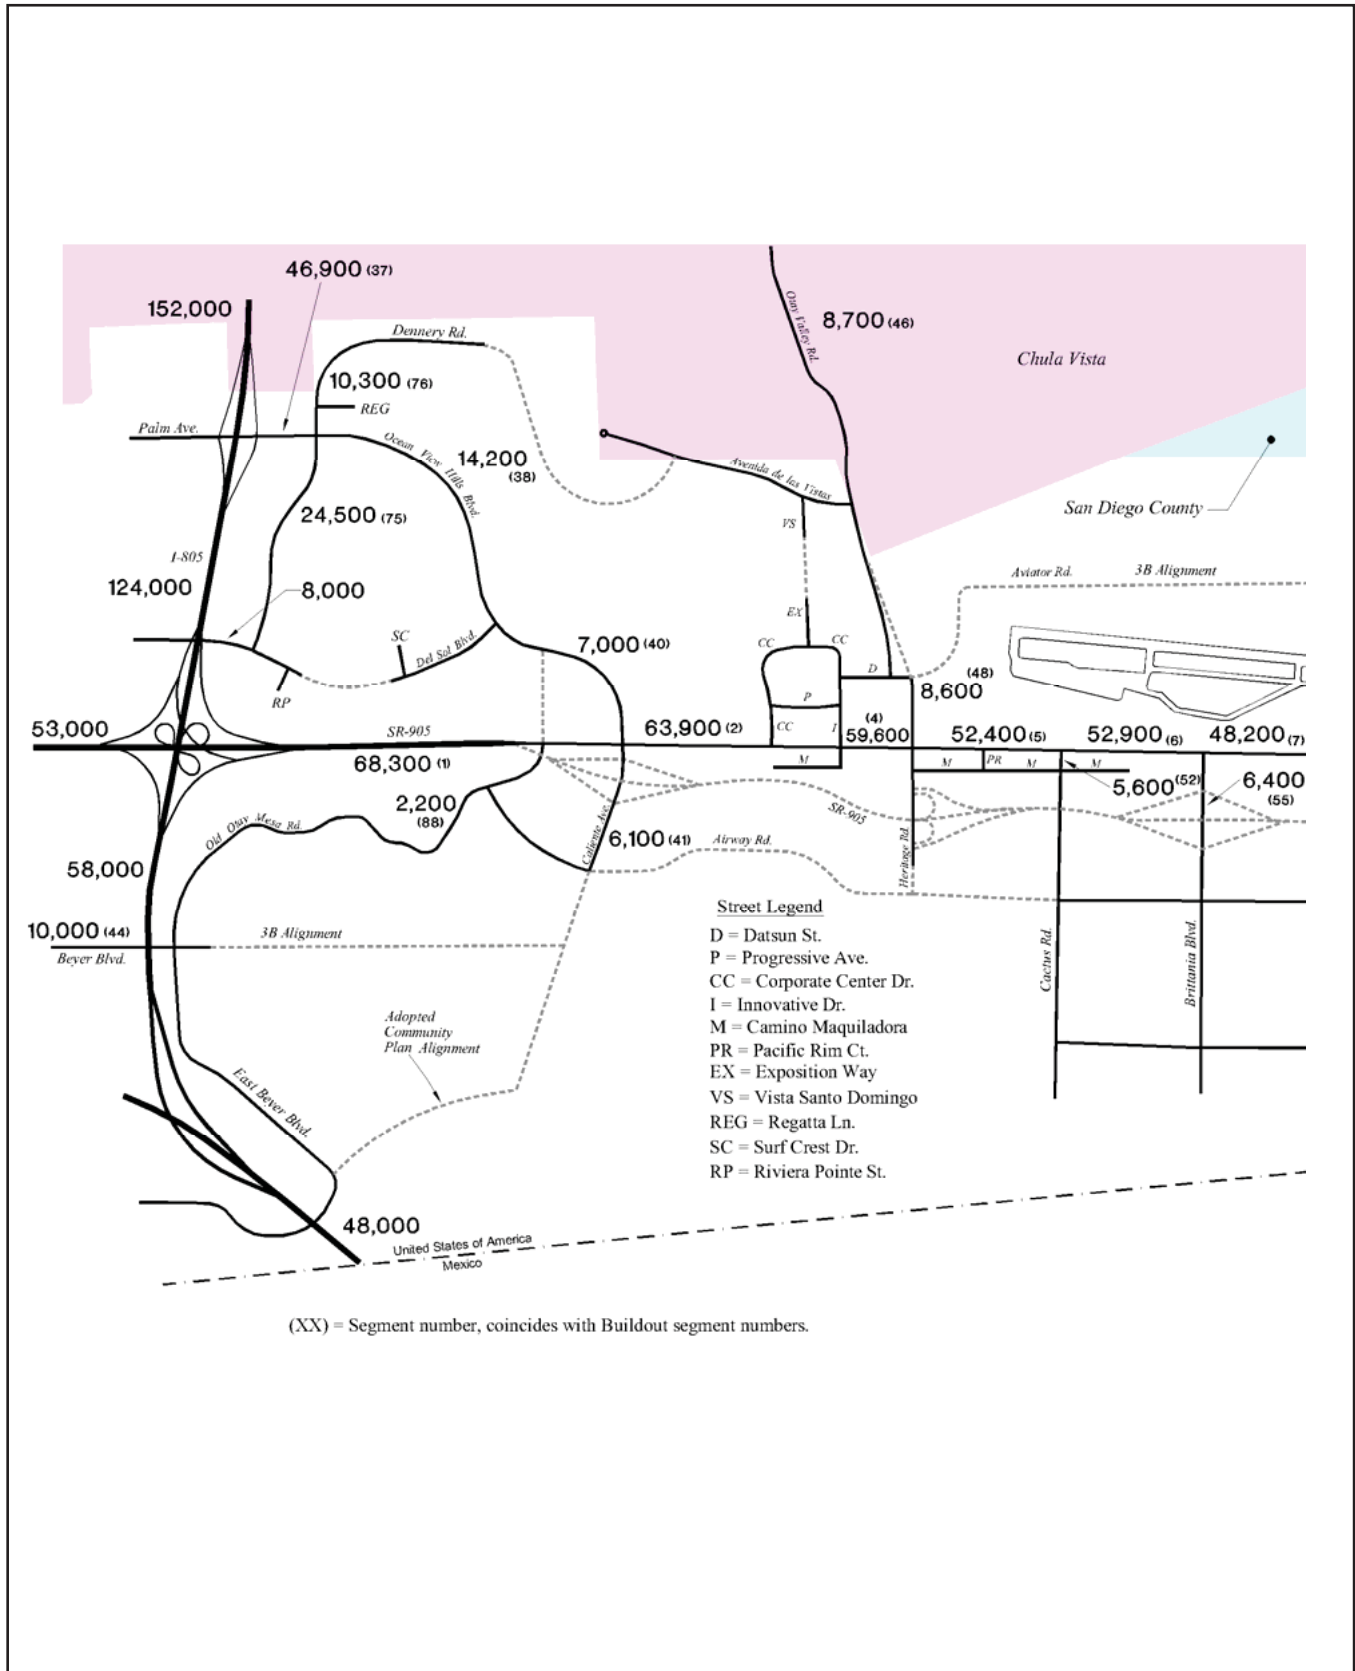 46,900 (37)
152,000
Otay Valley Rd.
8,700 (46)
Dennery Rd.
Chula Vista
10,300 (76)
REG
Palm Ave.
Ocean View Hills Blvd.
14,200
(38)
Avenida de las Vistas
24,500 (75)
VS
San Diego County
I-805
Aviator Rd.
3B Alignment
124,000
8,000
EX
SC
Del Sol Blvd.
7,000 (40)
CC
CC
D
(48)
8,600
RP
P
53,000
SR-905
63,900 (2)
CC
I
(4)
59,600
52,400 (5)
52,900 (6)
48,200 (7)
68,300 (1)
M
M
PR
M
M
5,600 (52)
6,400
(55)
2,200
(88)
Old Otay Mesa Rd.
Caliente Ave.
6,100 (41)
Airway Rd.
SR-905
Heritage Rd.
58,000
Street Legend
10,000 (44)
Beyer Blvd.
3B Alignment
D = Datsun St.
P = Progressive Ave.
CC = Corporate Center Dr.
I = Innovative Dr.
M = Camino Maquiladora
PR = Pacific Rim Ct.
EX = Exposition Way
VS = Vista Santo Domingo
REG = Regatta Ln.
SC = Surf Crest Dr.
RP = Riviera Pointe St.
Cactus Rd.
Brittania Blvd.
Adopted
Community
Plan Alignment
East Beyer Blvd.
48,000
United States of America
Mexico
(XX) = Segment number, coincides with Buildout segment numbers.